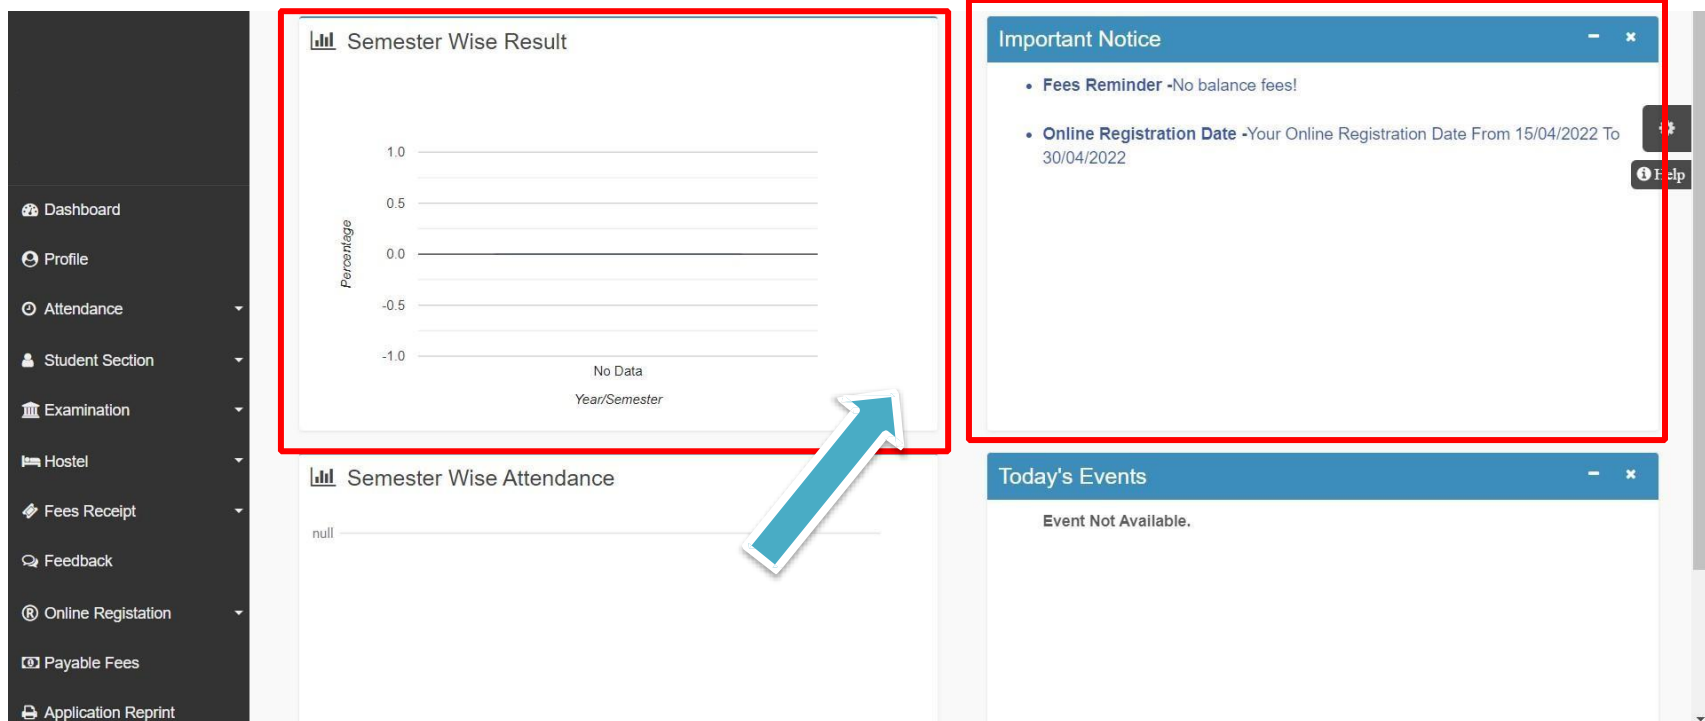 Dashboard
Profile
Attendance
Student Section
Examination
Hostel
Fees Receipt
Feedback
Online Registation
Payable Fees
Application Reprint
Semester Wise Result
1.0
0.5
0.0
-0.5
-1.0
Percentage
No Data
Year/Semester
Semester Wise Attendance
null
Important Notice
Fees Reminder -No balance fees!
Online Registration Date -Your Online Registration Date From 15/04/2022 To
30/04/2022
Help
Today's Events
Event Not Available.